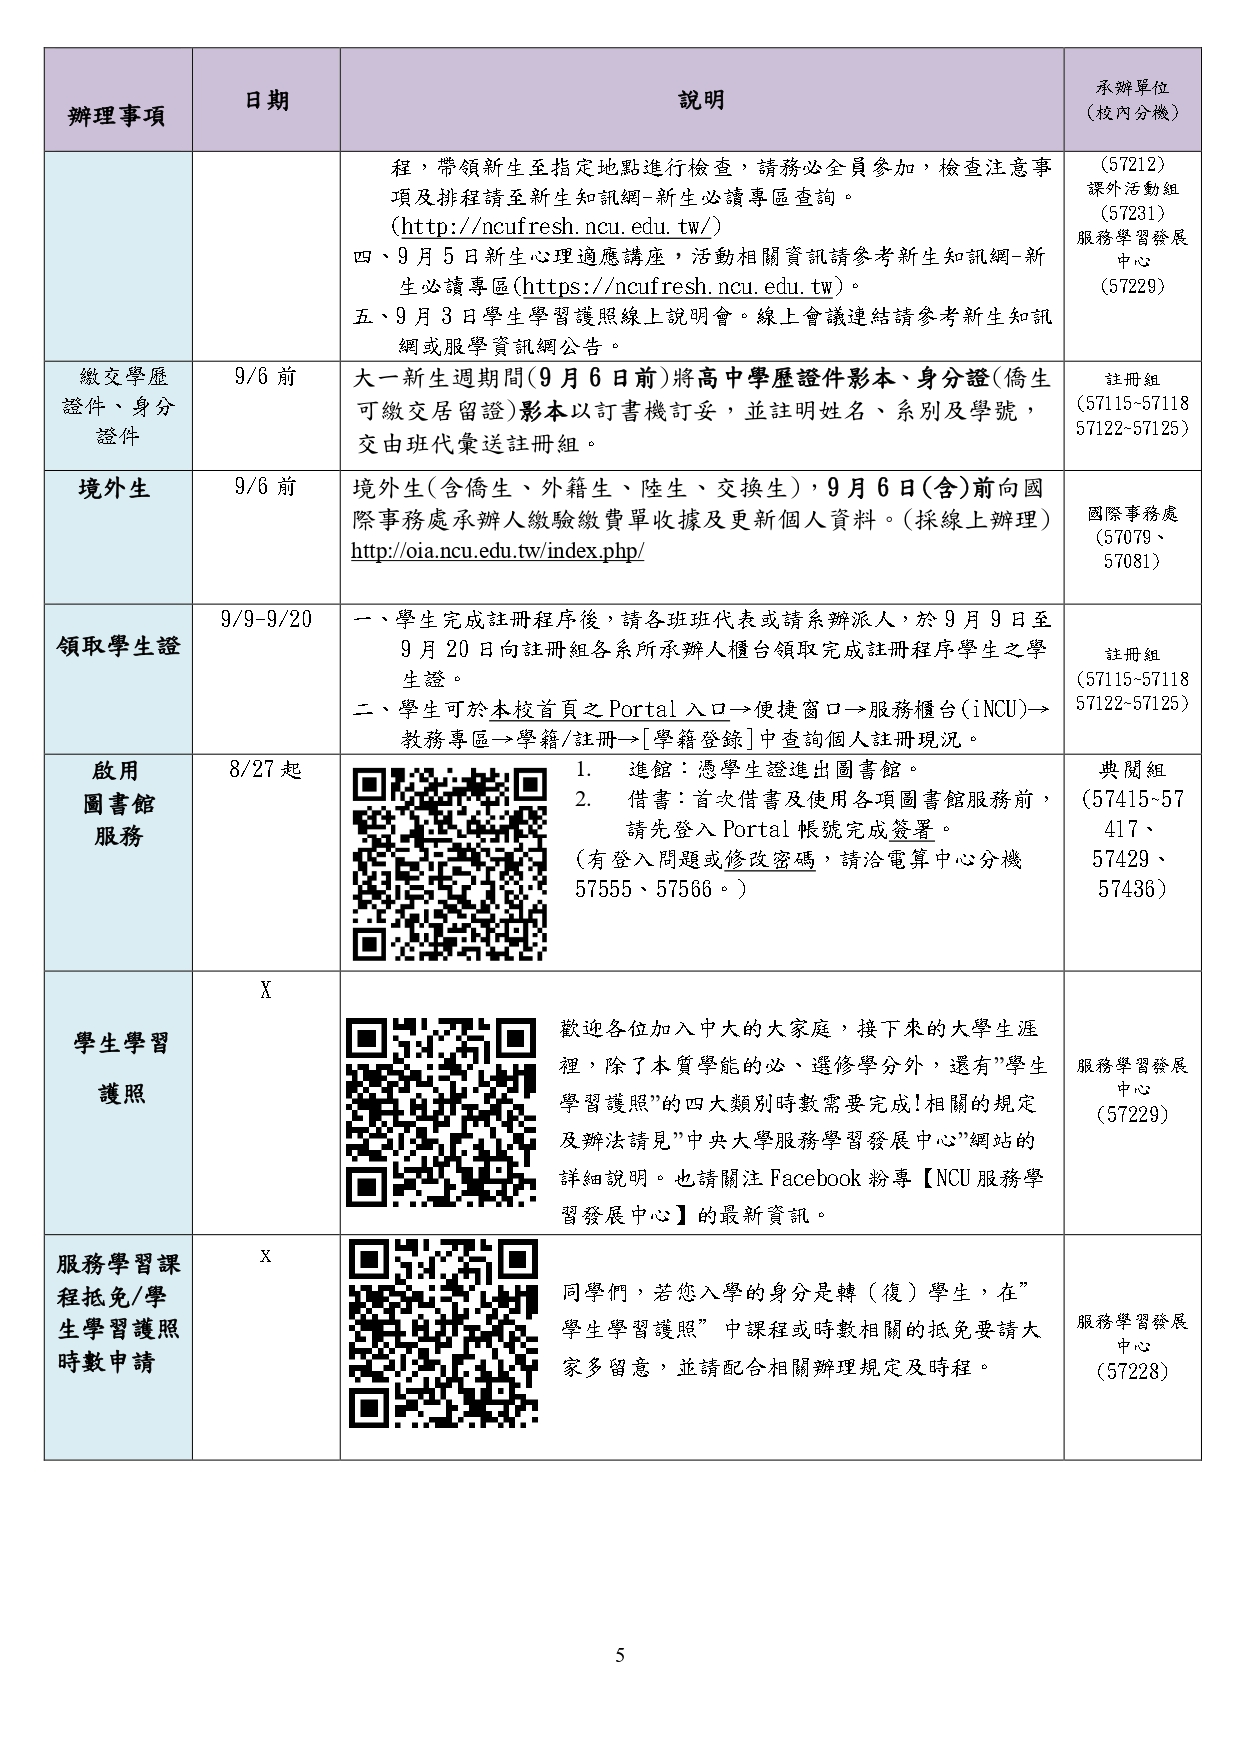 辦理事項
日期
說明
承辦單位
(校內分機)
程，帶領新生至指定地點進行檢查，請務必全員參加，檢查注意事
項及排程請至新生知訊網-新生必讀專區查詢。
(http://ncufresh.ncu.edu.tw/)
四、9 月 5 日新生心理適應講座，活動相關資訊請參考新生知訊網-新
生必讀專區(https://ncufresh.ncu.edu.tw)。
五、9 月 3 日學生學習護照線上說明會。線上會議連結請參考新生知訊
網或服學資訊網公告。
(57212)
課外活動組
(57231)
服務學習發展
中心
(57229)
繳交學歷
證件、身分
證件
9/6 前
大一新生週期間(9 月 6 日前)將高中學歷證件影本、身分證(僑生
可繳交居留證)影本以訂書機訂妥，並註明姓名、系別及學號，
交由班代彙送註冊組。
註冊組
(57115~57118
57122~57125)
境外生
9/6 前
境外生(含僑生、外籍生、陸生、交換生)，9 月 6 日(含)前向國
際事務處承辦人繳驗繳費單收據及更新個人資料。(採線上辦理)
http://oia.ncu.edu.tw/index.php/
國際事務處
(57079、
57081)
領取學生證
9/9-9/20
一、學生完成註冊程序後，請各班班代表或請系辦派人，於 9 月 9 日至
9 月 20 日向註冊組各系所承辦人櫃台領取完成註冊程序學生之學
生證。
二、學生可於本校首頁之 Portal 入口→便捷窗口→服務櫃台(iNCU)→
教務專區→學籍/註冊→[學籍登錄]中查詢個人註冊現況。
註冊組
(57115~57118
57122~57125)
啟用
圖書館
服務
8/27 起
1. 進館：憑學生證進出圖書館。
2. 借書：首次借書及使用各項圖書館服務前，
請先登入 Portal 帳號完成簽署。
(有登入問題或修改密碼，請洽電算中心分機
57555、57566。)
典閱組
(57415~57
417、
57429、
57436)
學生學習
護照
X
歡迎各位加入中大的大家庭，接下來的大學生涯
裡，除了本質學能的必、選修學分外，還有”學生
學習護照”的四大類別時數需要完成!相關的規定
及辦法請見”中央大學服務學習發展中心”網站的
詳細說明。也請關注 Facebook 粉專【NCU 服務學
習發展中心】的最新資訊。
服務學習發展
中心
(57229)
服務學習課
程抵免/學
生學習護照
時數申請
x
同學們，若您入學的身分是轉（復）學生，在”
學生學習護照” 中課程或時數相關的抵免要請大
家多留意，並請配合相關辦理規定及時程。
服務學習發展
中心
(57228)
5